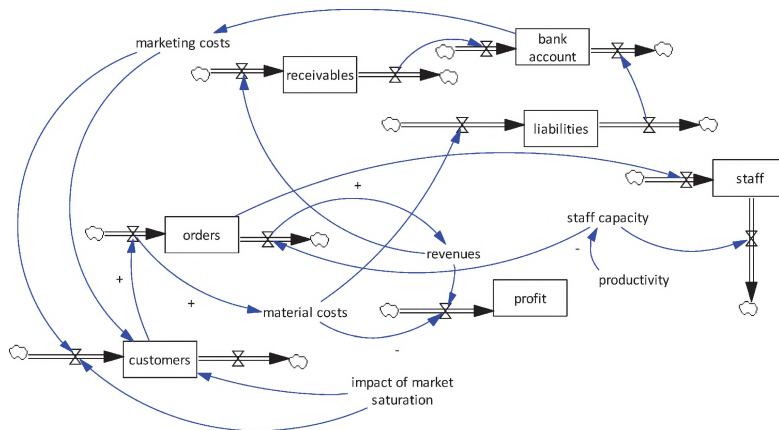 marketing costs
bank
account
receivables
liabilities
staff
+
orders
staff capacity
revenues
-
productivity
+
+
material costs
profit
-
customers
impact of market
saturation